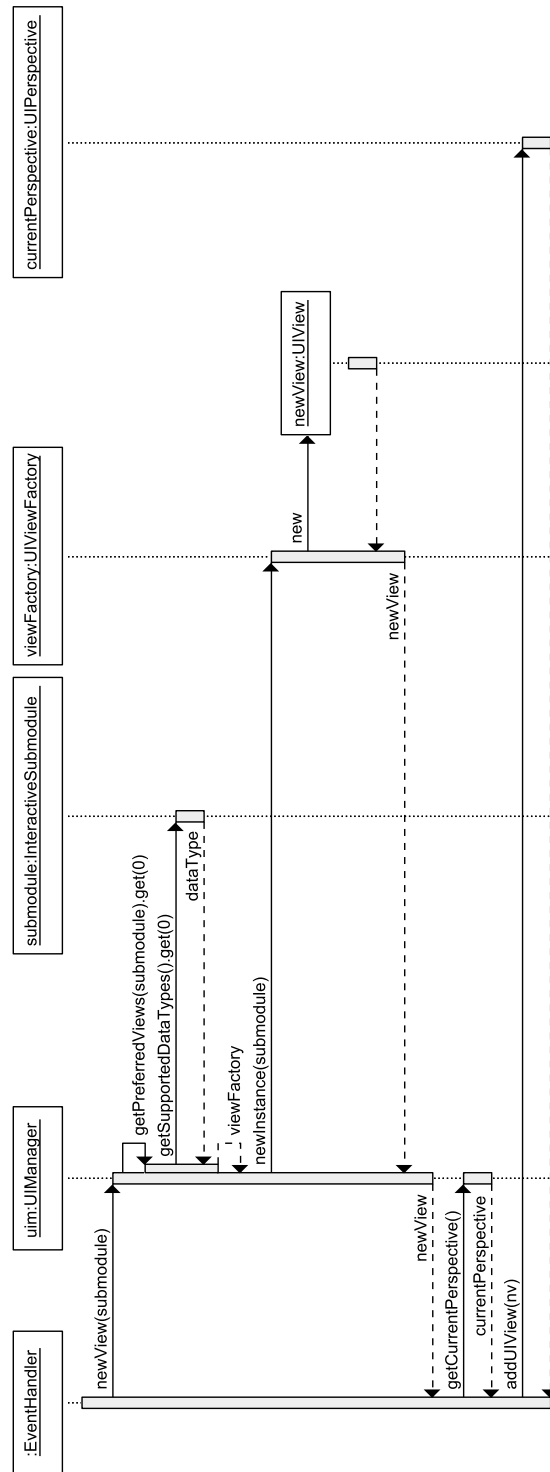 :EventHandler
uim:UIManager
submodule:InteractiveSubmodule
viewFactory:UIViewFactory
currentPerspective:UIPerspective
newView(submodule)
getPreferredViews(submodule).get(0)
getSupportedDataTypes().get(0)
dataType
viewFactory
newInstance(submodule)
new
newView:UIView
newView
newView
getCurrentPerspective()
currentPerspective
addUIView(nv)